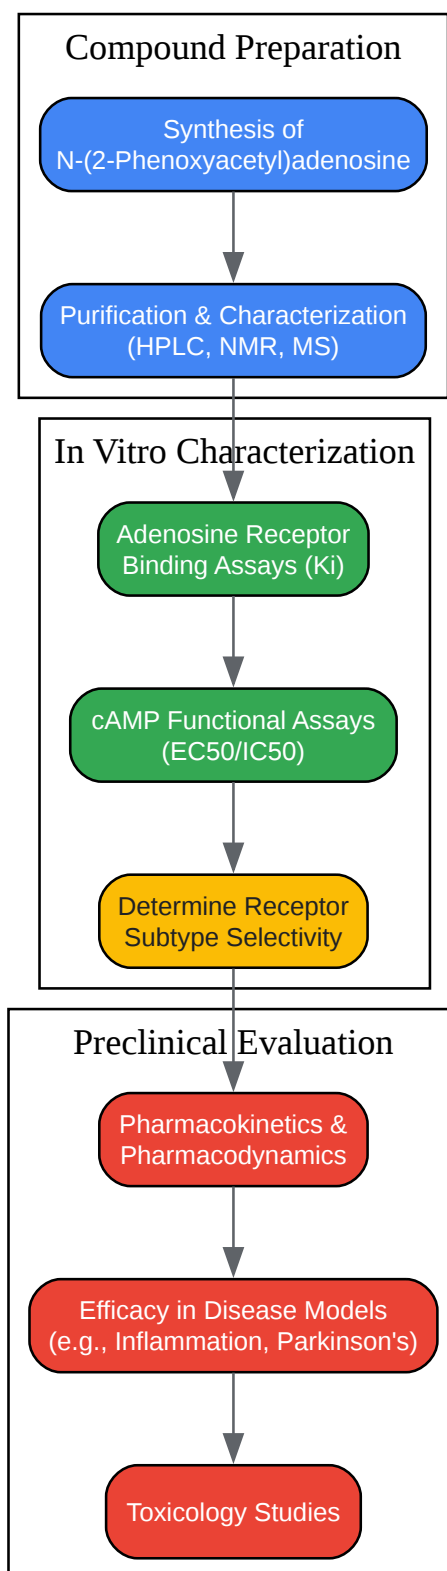 Compound Preparation
Synthesis of
N-(2-Phenoxyacetyl)adenosine
Purification & Characterization
(HPLC, NMR, MS)
In Vitro Characterization
Adenosine Receptor
Binding Assays (Ki)
cAMP Functional Assays
(EC50/IC50)
Determine Receptor
Subtype Selectivity
Preclinical Evaluation
Pharmacokinetics &
Pharmacodynamics
Efficacy in Disease Models
(e.g., Inflammation, Parkinson's)
Toxicology Studies